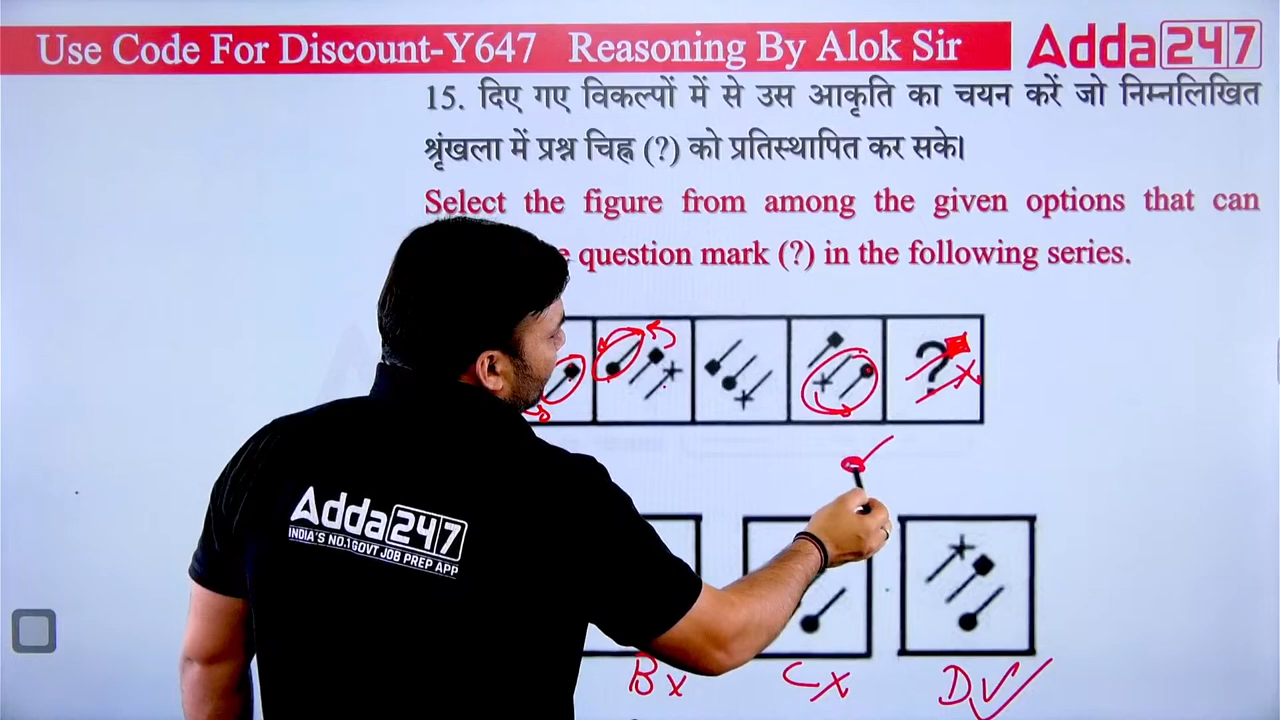 Use Code For Discount-Y647 Reasoning By Alok Sir
Adda247
15. दिए गए विकल्पों में से उस आकृति का चयन करें जो निम्नलिखित
श्रृंखला में प्रश्न चिह्न (?) को प्रतिस्थापित कर सके।
Select the figure from among the given options that can
question mark (?) in the following series.
?
Adda247
INDIA'S NO.1 GOVT JOB PREP APP
B x C x D